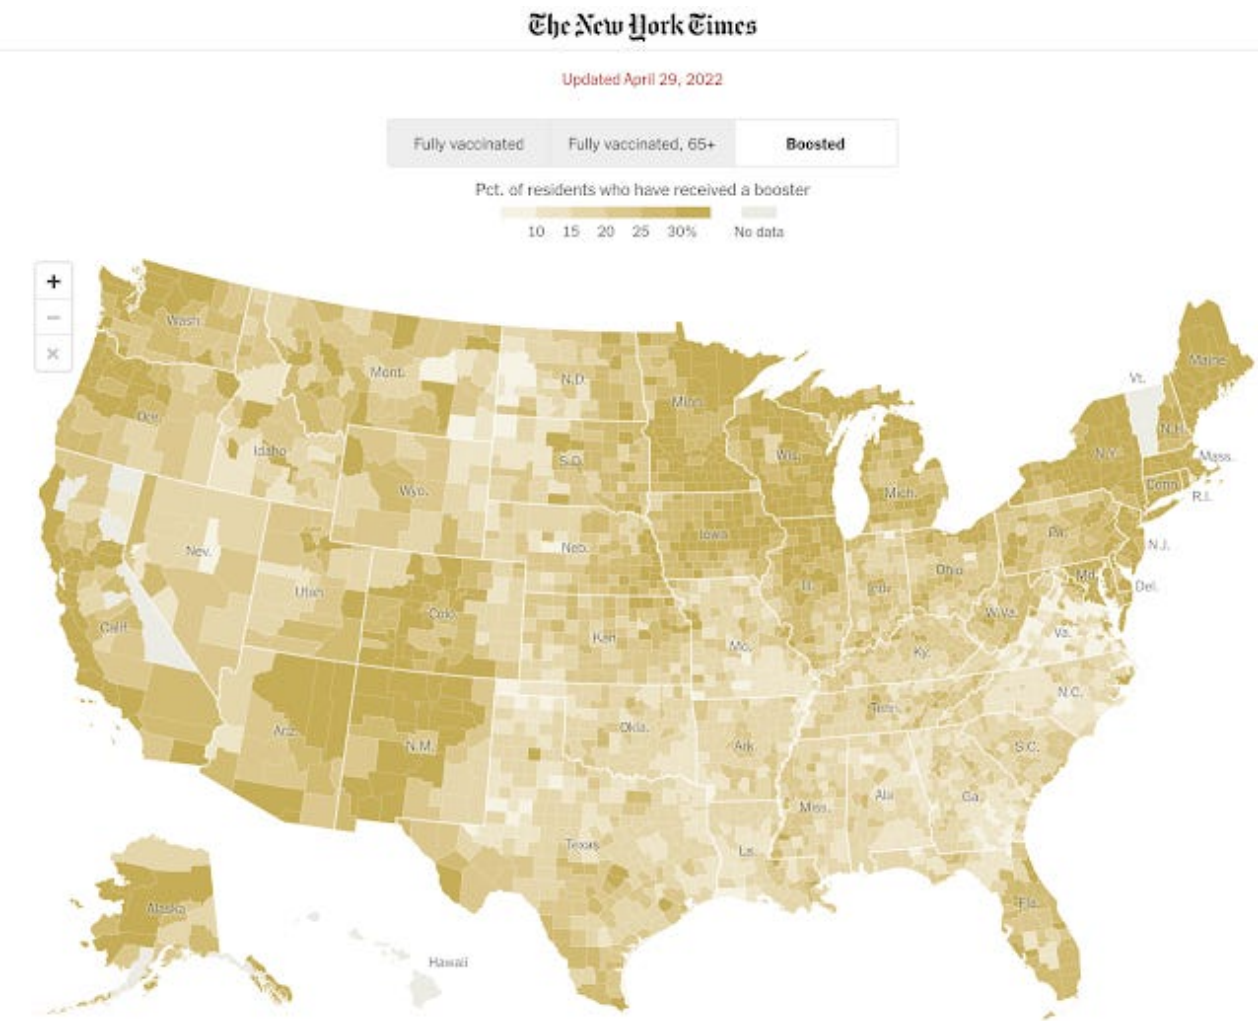 The New York Times
Updated April 29, 2022
Fully vaccinated Fully vaccinated, 65+ Boosted
Pct. of residents who have received a booster
10 15 20 25 30% No data
+
−
×
Wash.
Mont.
N.D.
Minn.
Maine
Vt.
N.H.
Ore.
Idaho
S.D.
Wis.
N.Y.
Mass.
Wyo.
Mich.
Conn.
R.I.
Nev.
Neb.
Iowa
Pa.
N.J.
Utah
Colo.
Ill.
Ind.
Ohio
Md.
Del.
Calif.
Kan.
Mo.
W.Va.
Va.
Ky.
Ariz.
N.M.
Okla.
Ark.
Tenn.
N.C.
S.C.
Miss.
Ala.
Ga.
Texas
La.
Alaska
Fla.
Hawaii